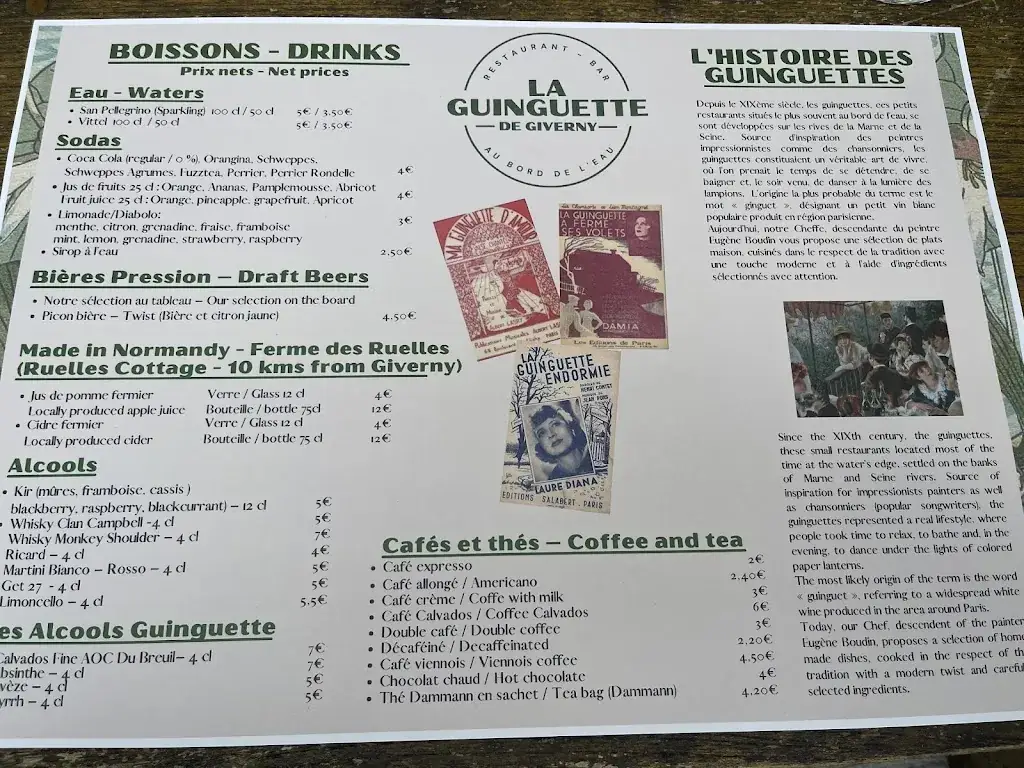 BOISSONS - DRINKS
Prix nets - Net prices
Eau - Waters
• San Pellegrino (Sparkling) 100 cl / 50 cl 5€ / 3,50€
• Vittel 100 cl / 50 cl 5€ / 3,50€
Sodas
• Coca Cola (regular / 0 %), Orangina, Schweppes,
Schweppes Agrumes, Fuzztea, Perrier, Perrier Rondelle 4€
• Jus de fruits 25 cl : Orange, Ananas, Pamplemousse, Abricot
Fruit juice 25 cl : Orange, pineapple, grapefruit, Apricot 4€
• Limonade/Diabolo:
menthe, citron, grenadine, fraise, framboise 3€
mint, lemon, grenadine, strawberry, raspberry
• Sirop à l'eau 2,50€
Bières Pression – Draft Beers
• Notre sélection au tableau – Our selection on the board
• Picon bière – Twist (Bière et citron jaune) 4,50€
Made in Normandy - Ferme des Ruelles
(Ruelles Cottage - 10 kms from Giverny)
• Jus de pomme fermier Verre / Glass 12 cl 4€
Locally produced apple juice Bouteille / bottle 75cl 12€
• Cidre fermier Verre / Glass 12 cl 4€
Locally produced cider Bouteille / bottle 75 cl 12€
Alcools
• Kir (mûres, framboise, cassis )
blackberry, raspberry, blackcurrant) – 12 cl 5€
• Whisky Clan Campbell -4 cl 5€
Whisky Monkey Shoulder – 4 cl 7€
Ricard – 4 cl 4€
Martini Bianco – Rosso – 4 cl 5€
Get 27 - 4 cl 5€
Limoncello – 4 cl 5.5€
es Alcools Guinguette
Calvados Fine AOC Du Breuil– 4 cl 7€
bsinthe – 4 cl 7€
vèze – 4 cl 5€
yrrh – 4 cl 5€
RESTAURANT - BAR
LA
GUINGUETTE
DE GIVERNY
AU BORD DE L'EAU
MA GUINGUETTE D'AMOUR
La Chanson
LA GUINGUETTE
A FERMÉ
SES VOLETS
DAMIA
Les Editions de Paris
LA
GUINGUETTE
ENDORMIE
HENRI CONTET
LAURE DIANA
EDITIONS SALABERT - PARIS
Cafés et thés – Coffee and tea
• Café expresso 2€
• Café allongé / Americano 2,40€
• Café crème / Coffe with milk 3€
• Café Calvados / Coffee Calvados 6€
• Double café / Double coffee 3€
• Décaféiné / Decaffeinated 2,20€
• Café viennois / Viennois coffee 4,50€
• Chocolat chaud / Hot chocolate 4€
• Thé Dammann en sachet / Tea bag (Dammann) 4,20€
L'HISTOIRE DES
GUINGUETTES
Depuis le XIXème siècle, les guinguettes, ces petits
restaurants situés le plus souvent au bord de l'eau, se
sont développées sur les rives de la Marne et de la
Seine. Source d'inspiration des peintres
impressionnistes comme des chansonniers, les
guinguettes constituaient un véritable art de vivre,
où l'on prenait le temps de se détendre, de se
baigner et, le soir venu, de danser à la lumière des
lampions. L'origine la plus probable du terme est le
mot « ginguet », désignant un petit vin blanc
populaire produit en région parisienne.
Aujourd'hui, notre Cheffe, descendante du peintre
Eugène Boudin vous propose une sélection de plats
maison, cuisinés dans le respect de la tradition avec
une touche moderne et à l'aide d'ingrédients
sélectionnés avec attention.
Since the XIXth century, the guinguettes,
these small restaurants located most of the
time at the water's edge, settled on the banks
of Marne and Seine rivers. Source of
inspiration for impressionists painters as well
as chansonniers (popular songwriters), the
guinguettes represented a real lifestyle, where
people took time to relax, to bathe and, in the
evening, to dance under the lights of colored
paper lanterns.
The most likely origin of the term is the word
« guinguet », referring to a widespread white
wine produced in the area around Paris.
Today, our Chef, descendent of the painter
Eugène Boudin, proposes a selection of home
made dishes, cooked in the respect of the
tradition with a modern twist and careful
selected ingredients.